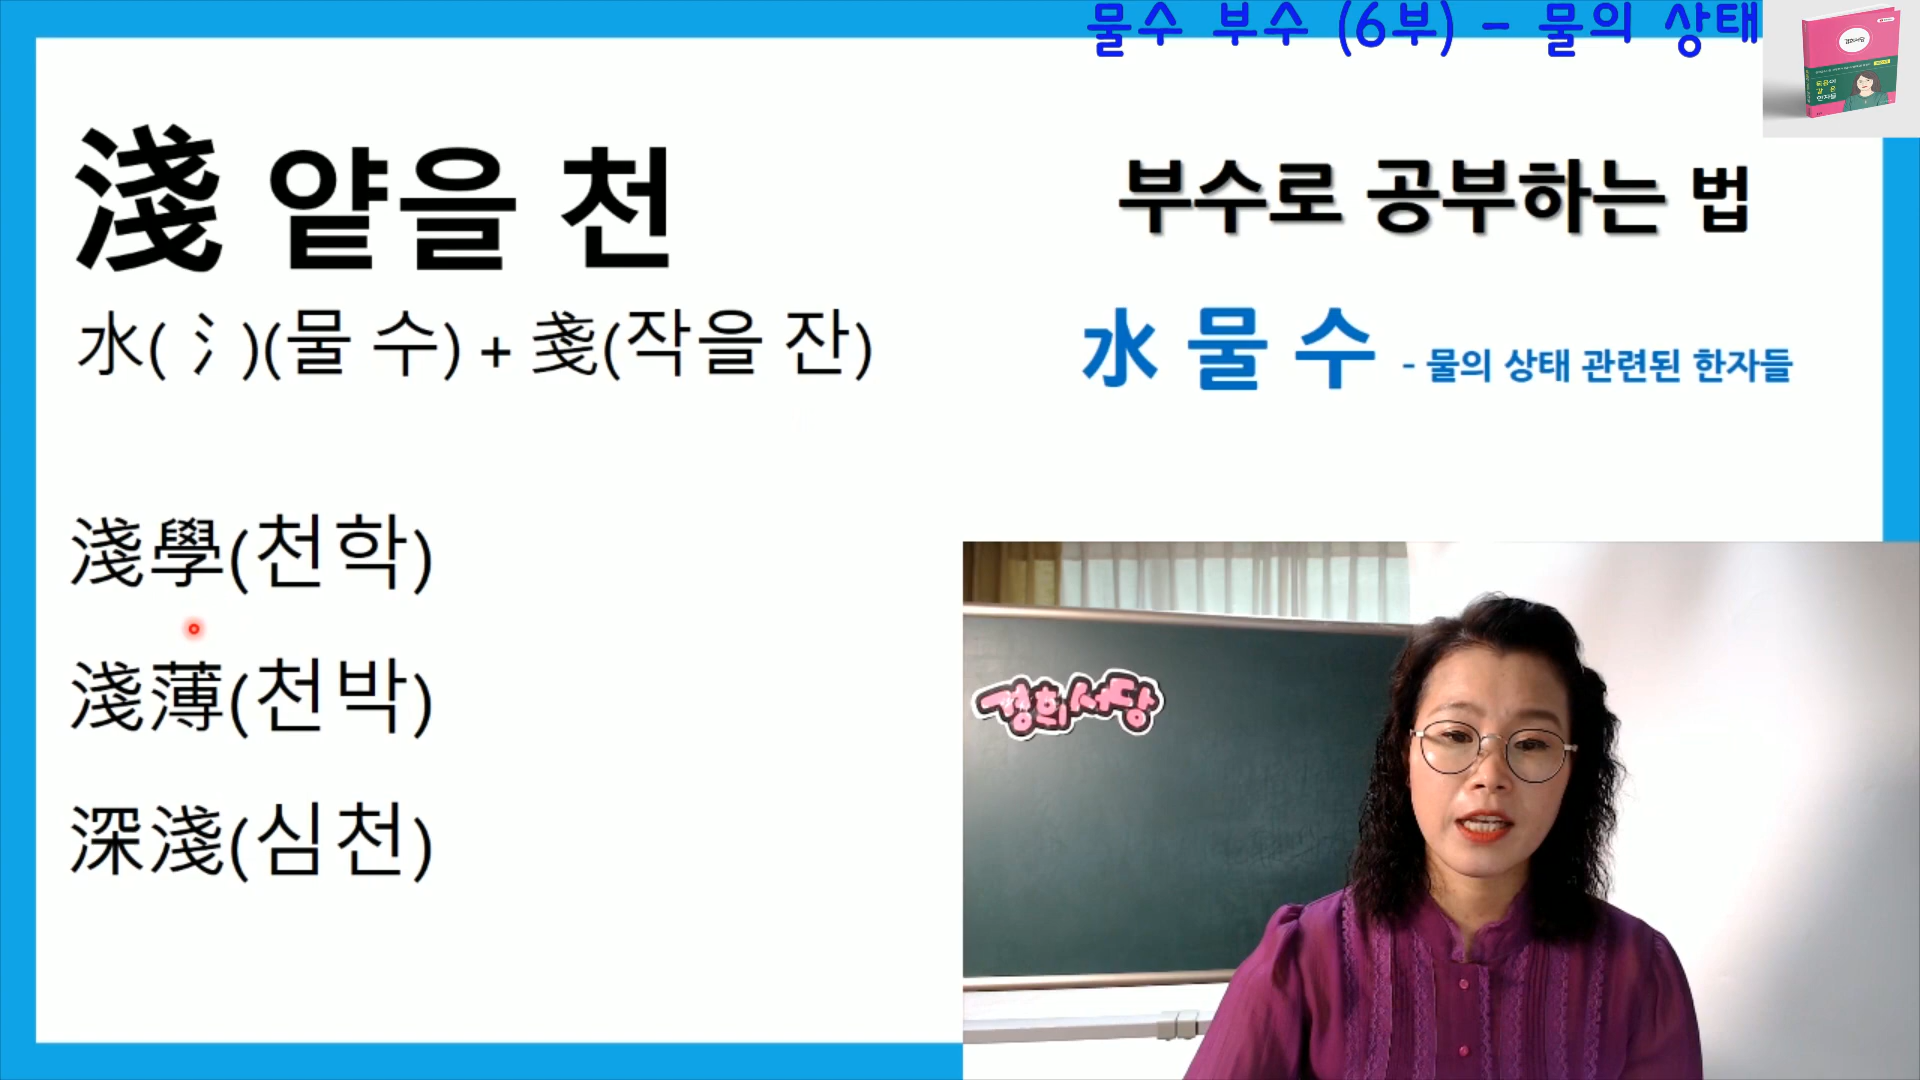 물수 부수 (6부) - 물의 상태
淺 얕을 천
水(氵)(물 수) + 戔(작을 잔)
淺學(천학)
淺薄(천박)
深淺(심천)
부수로 공부하는 법
水 물 수 - 물의 상태 관련된 한자들
경희서당